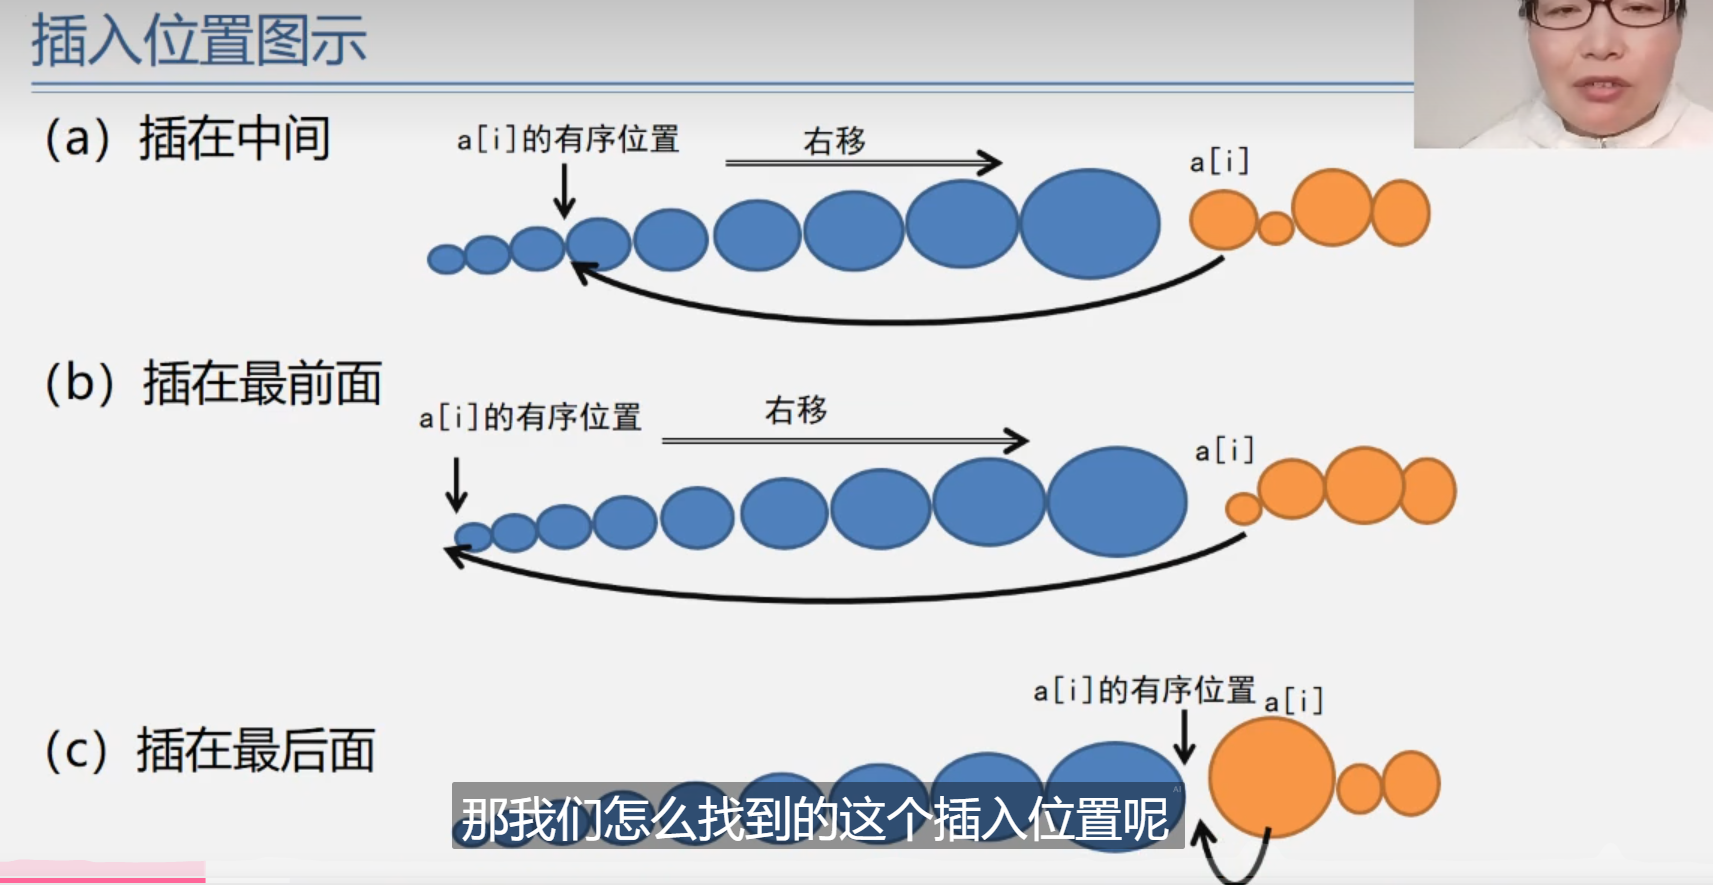 插入位置图示
（a）插在中间
a[i]的有序位置
右移
a[i]
（b）插在最前面
a[i]的有序位置
右移
a[i]
（c）插在最后面
a[i]的有序位置
a[i]
AI
那我们怎么找到的这个插入位置呢